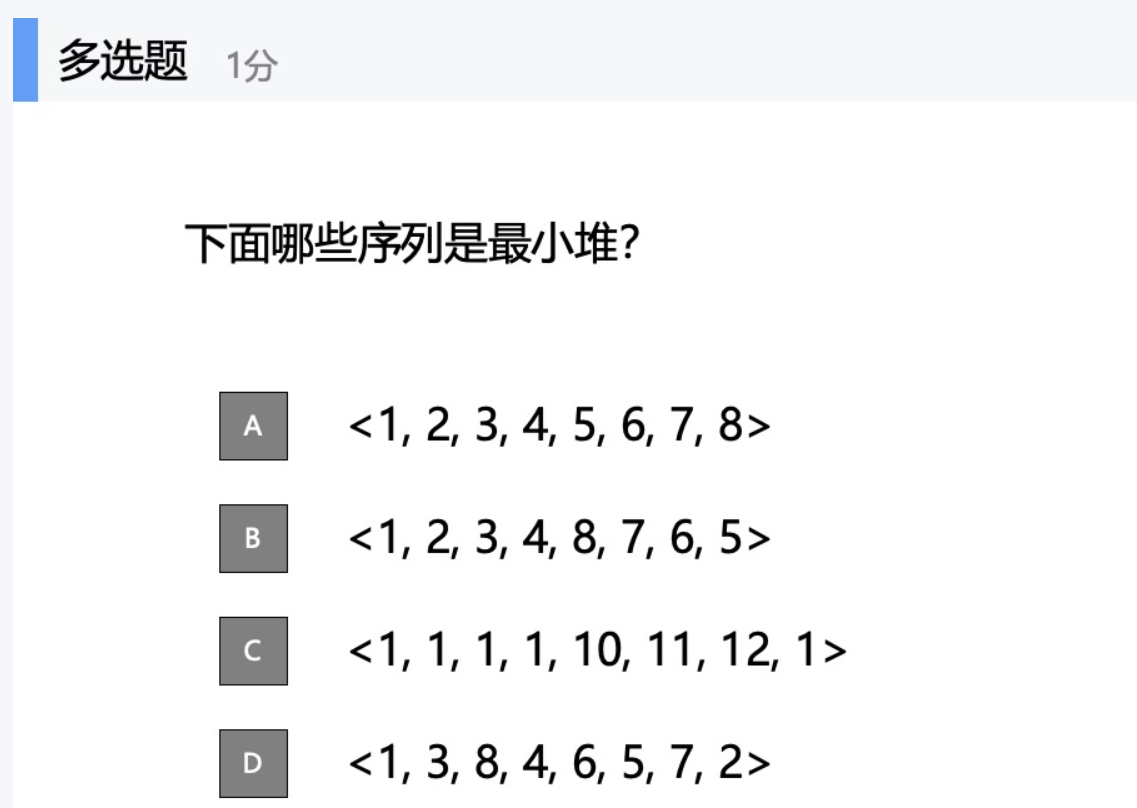 多选题 1分
下面哪些序列是最小堆?
A <1, 2, 3, 4, 5, 6, 7, 8>
B <1, 2, 3, 4, 8, 7, 6, 5>
C <1, 1, 1, 1, 10, 11, 12, 1>
D <1, 3, 8, 4, 6, 5, 7, 2>